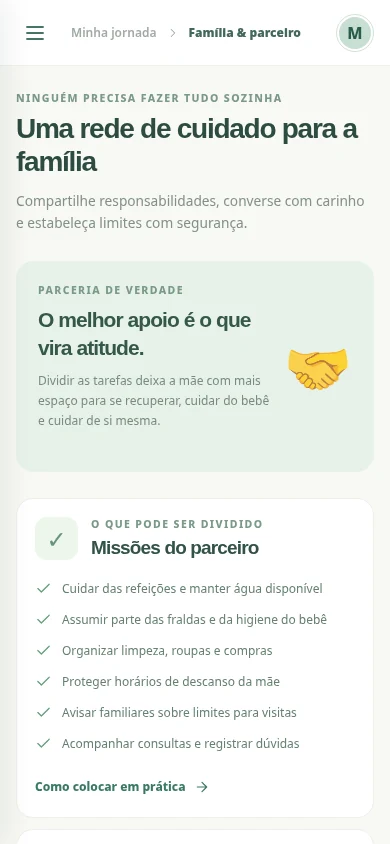 Minha jornada > Família & parceiro M
NINGUÉM PRECISA FAZER TUDO SOZINHA
Uma rede de cuidado para a
família
Compartilhe responsabilidades, converse com carinho
e estabeleça limites com segurança.
PARCERIA DE VERDADE
O melhor apoio é o que
vira atitude.
Dividir as tarefas deixa a mãe com mais
espaço para se recuperar, cuidar do bebê
e cuidar de si mesma.
O QUE PODE SER DIVIDIDO
Missões do parceiro
Cuidar das refeições e manter água disponível
Assumir parte das fraldas e da higiene do bebê
Organizar limpeza, roupas e compras
Proteger horários de descanso da mãe
Avisar familiares sobre limites para visitas
Acompanhar consultas e registrar dúvidas
Como colocar em prática →